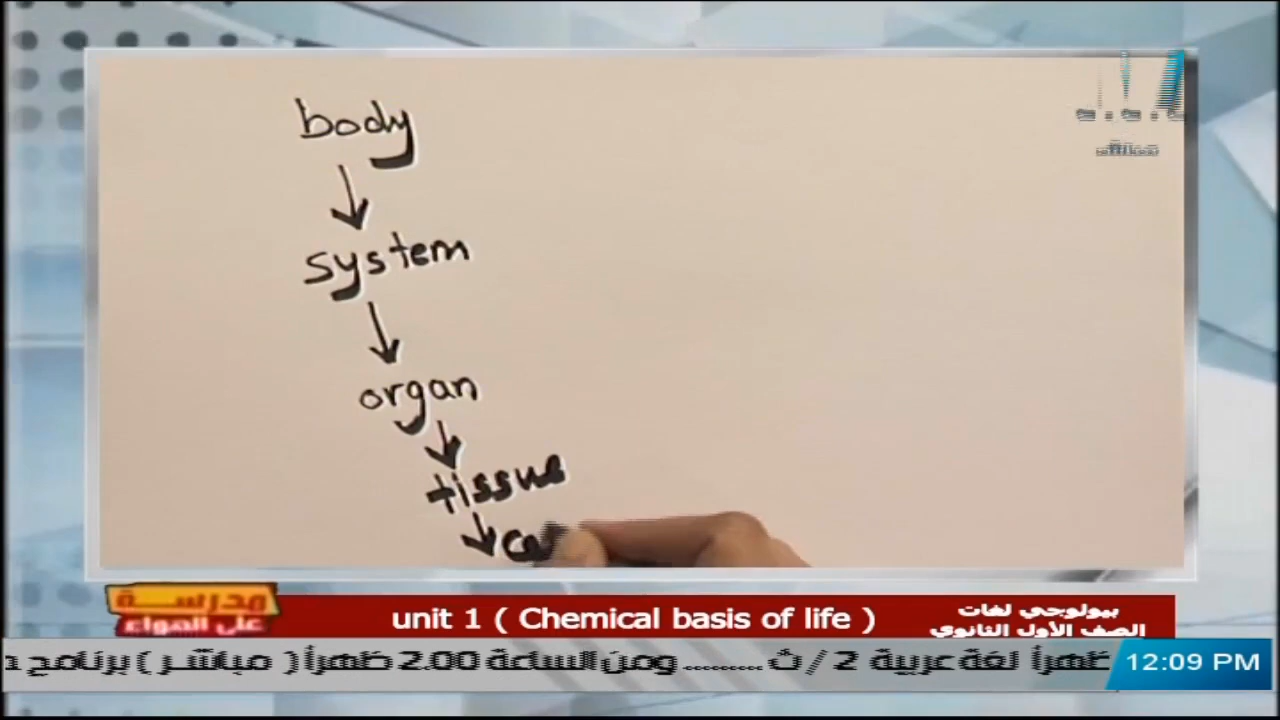 body
system
organ
tissue
مدرسة
على الهواء
unit 1 ( Chemical basis of life )
بيولوجي لغات
الصف الأول الثانوي
ظهراً لغة عربية 2 / ث ......... ومن الساعة 2.00 ظهراً ( مباشر ) برنامج
12:09 PM